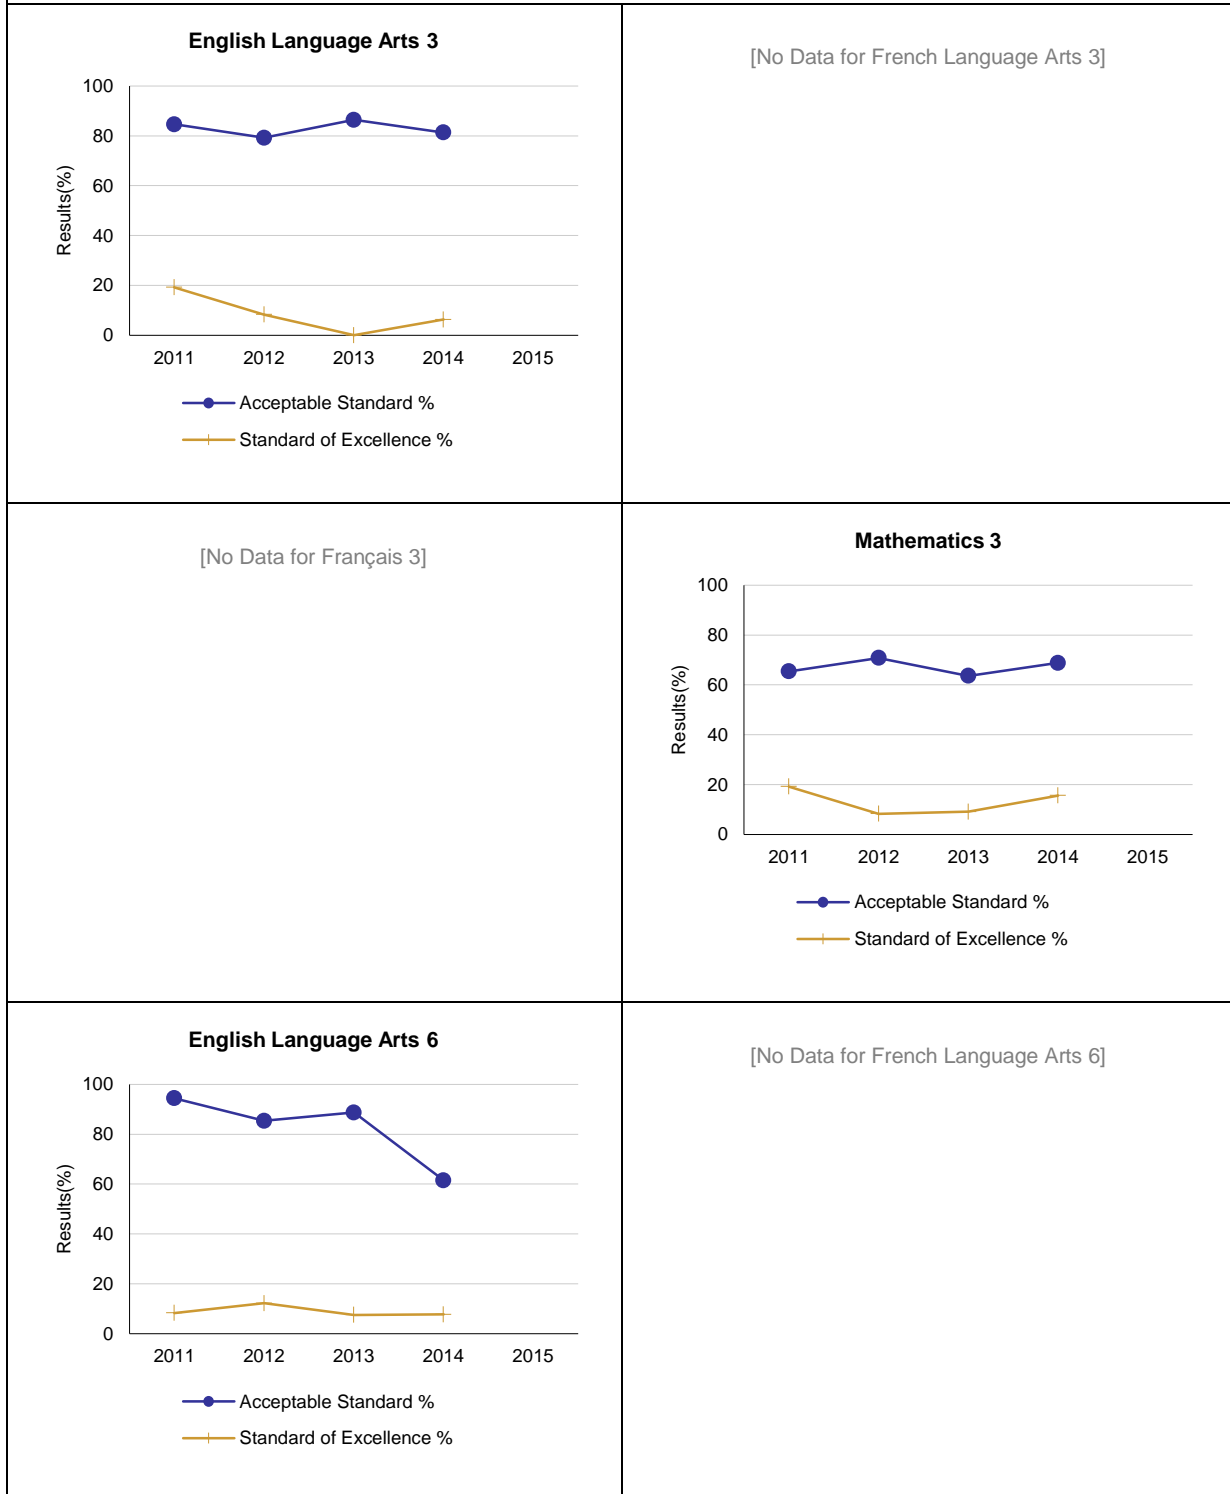 English Language Arts 3
100
80
60
40
20
0
Results(%)
2011 2012 2013 2014 2015
Acceptable Standard %
Standard of Excellence %
[No Data for French Language Arts 3]
[No Data for Français 3]
Mathematics 3
100
80
60
40
20
0
Results(%)
2011 2012 2013 2014 2015
Acceptable Standard %
Standard of Excellence %
English Language Arts 6
100
80
60
40
20
0
Results(%)
2011 2012 2013 2014 2015
Acceptable Standard %
Standard of Excellence %
[No Data for French Language Arts 6]